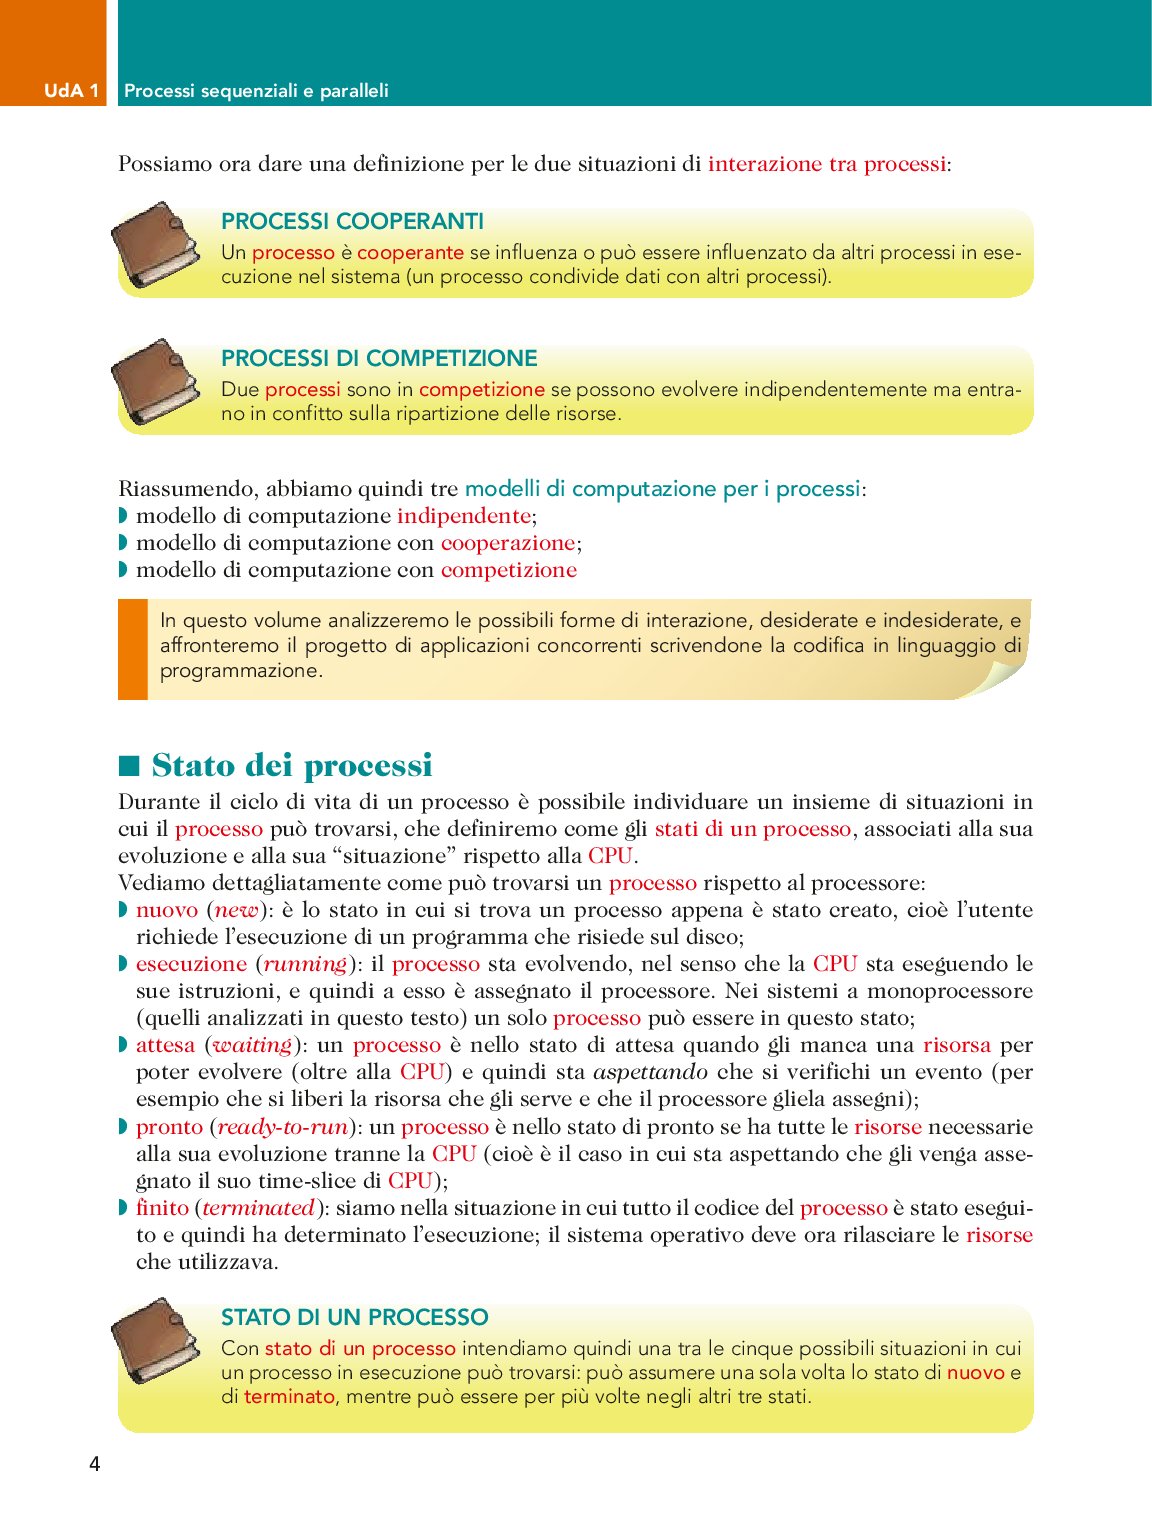 UdA 1 Processi sequenziali e paralleli
Possiamo ora dare una definizione per le due situazioni di interazione tra processi:
PROCESSI COOPERANTI
Un processo è cooperante se influenza o può essere influenzato da altri processi in ese-
cuzione nel sistema (un processo condivide dati con altri processi).
PROCESSI DI COMPETIZIONE
Due processi sono in competizione se possono evolvere indipendentemente ma entra-
no in confitto sulla ripartizione delle risorse.
Riassumendo, abbiamo quindi tre modelli di computazione per i processi:
◗ modello di computazione indipendente;
◗ modello di computazione con cooperazione;
◗ modello di computazione con competizione
In questo volume analizzeremo le possibili forme di interazione, desiderate e indesiderate, e
affronteremo il progetto di applicazioni concorrenti scrivendone la codifica in linguaggio di
programmazione.
■ Stato dei processi
Durante il ciclo di vita di un processo è possibile individuare un insieme di situazioni in
cui il processo può trovarsi, che definiremo come gli stati di un processo, associati alla sua
evoluzione e alla sua “situazione” rispetto alla CPU.
Vediamo dettagliatamente come può trovarsi un processo rispetto al processore:
◗ nuovo (new): è lo stato in cui si trova un processo appena è stato creato, cioè l’utente
richiede l’esecuzione di un programma che risiede sul disco;
◗ esecuzione (running): il processo sta evolvendo, nel senso che la CPU sta eseguendo le
sue istruzioni, e quindi a esso è assegnato il processore. Nei sistemi a monoprocessore
(quelli analizzati in questo testo) un solo processo può essere in questo stato;
◗ attesa (waiting): un processo è nello stato di attesa quando gli manca una risorsa per
poter evolvere (oltre alla CPU) e quindi sta aspettando che si verifichi un evento (per
esempio che si liberi la risorsa che gli serve e che il processore gliela assegni);
◗ pronto (ready-to-run): un processo è nello stato di pronto se ha tutte le risorse necessarie
alla sua evoluzione tranne la CPU (cioè è il caso in cui sta aspettando che gli venga asse-
gnato il suo time-slice di CPU);
◗ finito (terminated): siamo nella situazione in cui tutto il codice del processo è stato esegui-
to e quindi ha determinato l’esecuzione; il sistema operativo deve ora rilasciare le risorse
che utilizzava.
STATO DI UN PROCESSO
Con stato di un processo intendiamo quindi una tra le cinque possibili situazioni in cui
un processo in esecuzione può trovarsi: può assumere una sola volta lo stato di nuovo e
di terminato, mentre può essere per più volte negli altri tre stati.
4